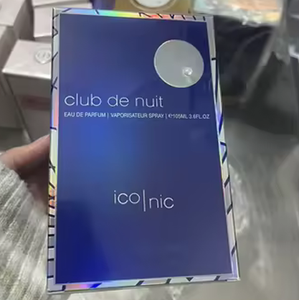 club de nuit
EAU DE PARFUM | VAPORISATEUR SPRAY | ℮105ML 3.6FL.OZ
ico|nic